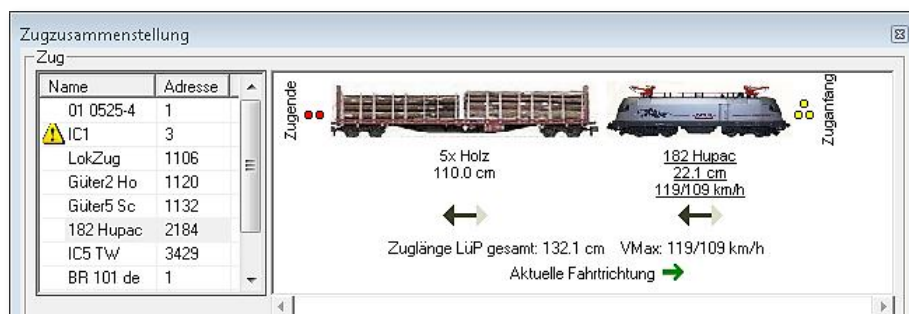 Zugzusammenstellung
Zug
Name Adresse
01 0525-4 1
IC1 3
LokZug 1106
Güter2 Ho 1120
Güter5 Sc 1132
182 Hupac 2184
IC5 TW 3429
BR 101 de 1
Zugende
Zuganfang
5x Holz
110.0 cm
182 Hupac
22.1 cm
119/109 km/h
Zuglänge LüP gesamt: 132.1 cm VMax: 119/109 km/h
Aktuelle Fahrtrichtung